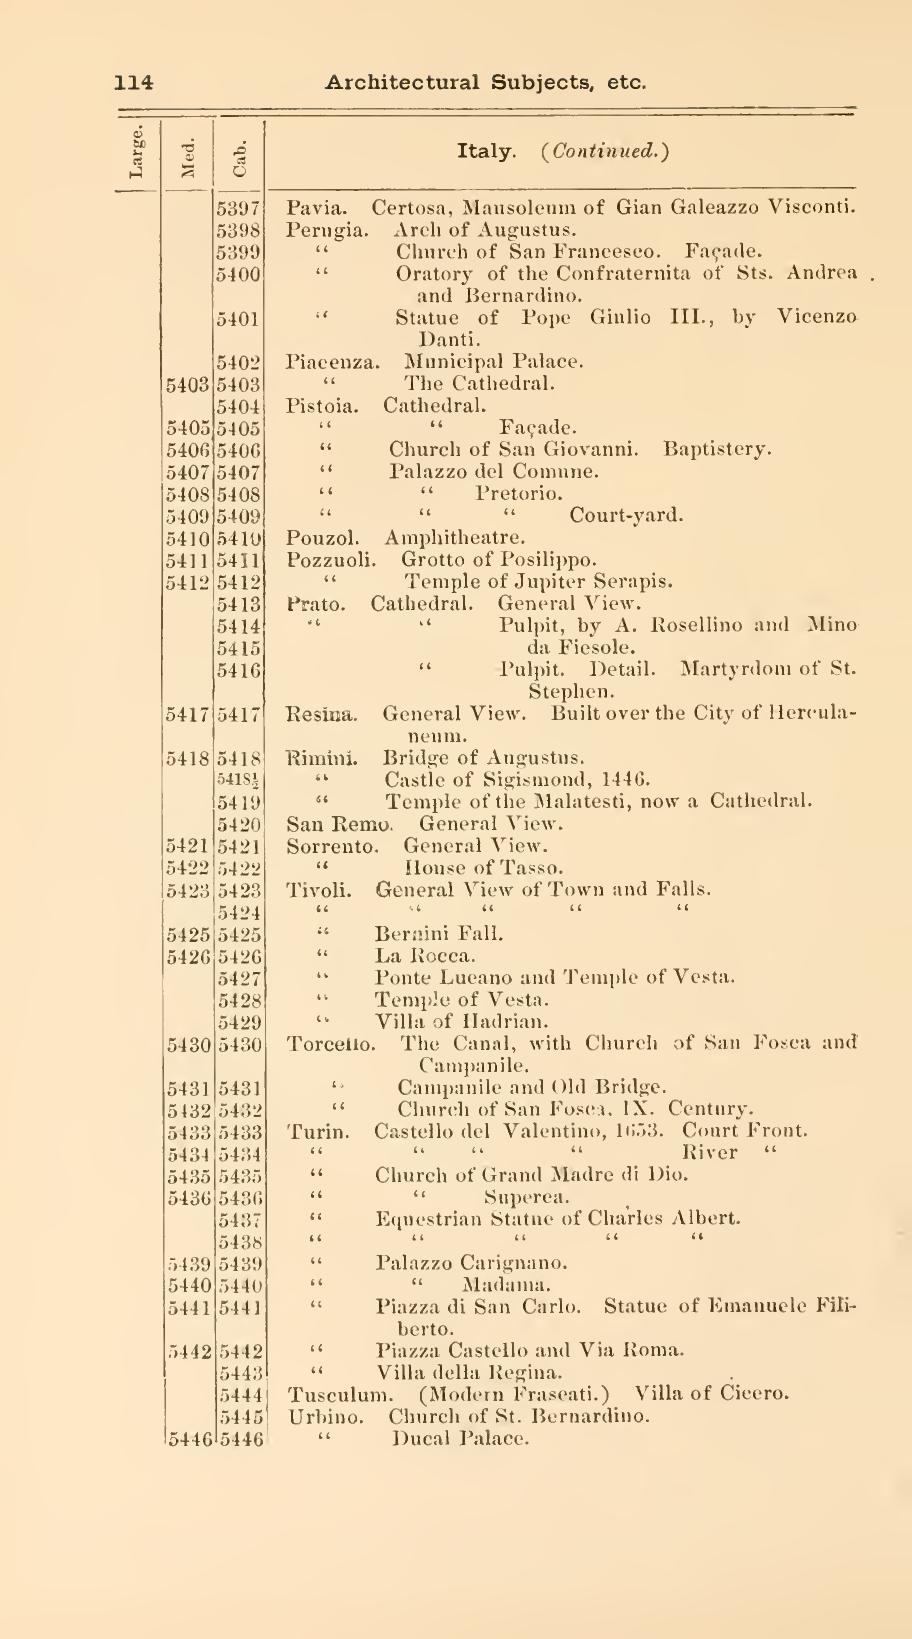 114 Architectural Subjects, etc.
Large. Med. Cab. Italy. (Continued.)
5397 Pavia. Certosa, Mausoleum of Gian Galeazzo Visconti.
5398 Perugia. Arch of Augustus.
5399 “ Church of San Francesco. Façade.
5400 “ Oratory of the Confraternita of Sts. Andrea
and Bernardino.
5401 “ Statue of Pope Giulio III., by Vicenzo
Danti.
5402 Piacenza. Municipal Palace.
5403 5403 “ The Cathedral.
5404 Pistoia. Cathedral.
5405 5405 “ “ Façade.
5406 5406 “ Church of San Giovanni. Baptistery.
5407 5407 “ Palazzo del Comune.
5408 5408 “ “ Pretorio.
5409 5409 “ “ “ Court-yard.
5410 5410 Pouzol. Amphitheatre.
5411 5411 Pozzuoli. Grotto of Posilippo.
5412 5412 “ Temple of Jupiter Serapis.
5413 Prato. Cathedral. General View.
5414 “ “ Pulpit, by A. Rosellino and Mino
5415 da Fiesole.
5416 “ Pulpit. Detail. Martyrdom of St.
Stephen.
5417 5417 Resina. General View. Built over the City of Hercula-
neum.
5418 5418 Rimini. Bridge of Augustus.
5418½ “ Castle of Sigismond, 1446.
5419 “ Temple of the Malatesti, now a Cathedral.
5420 San Remo. General View.
5421 5421 Sorrento. General View.
5422 5422 “ House of Tasso.
5423 5423 Tivoli. General View of Town and Falls.
5424 “ “ “ “ “
5425 5425 “ Bernini Fall.
5426 5426 “ La Rocca.
5427 “ Ponte Lucano and Temple of Vesta.
5428 “ Temple of Vesta.
5429 “ Villa of Hadrian.
5430 5430 Torcello. The Canal, with Church of San Fosca and
Campanile.
5431 5431 “ Campanile and Old Bridge.
5432 5432 “ Church of San Fosca. IX. Century.
5433 5433 Turin. Castello del Valentino, 1653. Court Front.
5434 5434 “ “ “ “ River “
5435 5435 “ Church of Grand Madre di Dio.
5436 5436 “ “ Superca.
5437 “ Equestrian Statue of Charles Albert.
5438 “ “ “ “ “
5439 5439 “ Palazzo Carignano.
5440 5440 “ “ Madama.
5441 5441 “ Piazza di San Carlo. Statue of Emanuele Fili-
berto.
5442 5442 “ Piazza Castello and Via Roma.
5443 “ Villa della Regina.
5444 Tusculum. (Modern Frascati.) Villa of Cicero.
5445 Urbino. Church of St. Bernardino.
5446 5446 “ Ducal Palace.